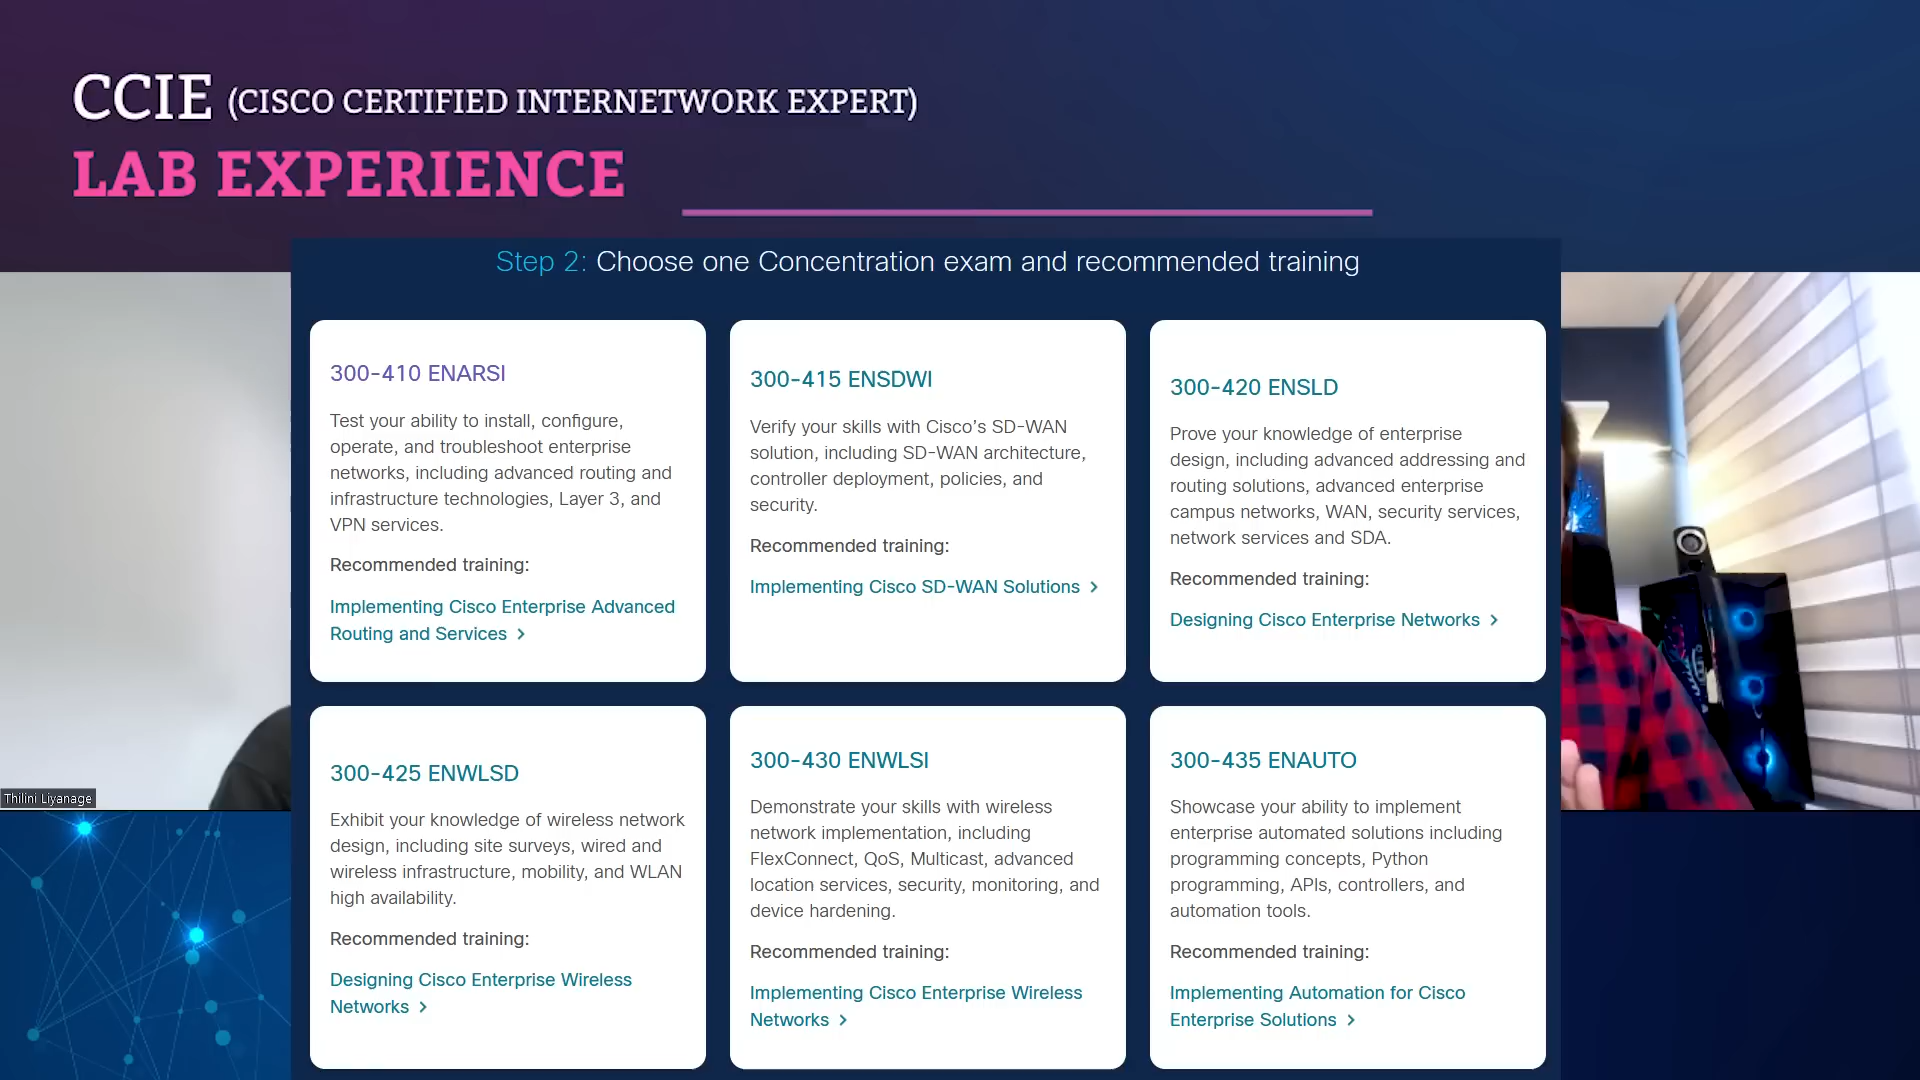 CCIE (CISCO CERTIFIED INTERNETWORK EXPERT)
LAB EXPERIENCE
Step 2: Choose one Concentration exam and recommended training
300-410 ENARSI
Test your ability to install, configure,
operate, and troubleshoot enterprise
networks, including advanced routing and
infrastructure technologies, Layer 3, and
VPN services.
Recommended training:
Implementing Cisco Enterprise Advanced
Routing and Services >
300-415 ENSDWI
Verify your skills with Cisco's SD-WAN
solution, including SD-WAN architecture,
controller deployment, policies, and
security.
Recommended training:
Implementing Cisco SD-WAN Solutions >
300-420 ENSLD
Prove your knowledge of enterprise
design, including advanced addressing and
routing solutions, advanced enterprise
campus networks, WAN, security services,
network services and SDA.
Recommended training:
Designing Cisco Enterprise Networks >
300-425 ENWLSD
Exhibit your knowledge of wireless network
design, including site surveys, wired and
wireless infrastructure, mobility, and WLAN
high availability.
Recommended training:
Designing Cisco Enterprise Wireless
Networks >
300-430 ENWLSI
Demonstrate your skills with wireless
network implementation, including
FlexConnect, QoS, Multicast, advanced
location services, security, monitoring, and
device hardening.
Recommended training:
Implementing Cisco Enterprise Wireless
Networks >
300-435 ENAUTO
Showcase your ability to implement
enterprise automated solutions including
programming concepts, Python
programming, APIs, controllers, and
automation tools.
Recommended training:
Implementing Automation for Cisco
Enterprise Solutions >
Thilini Liyanage